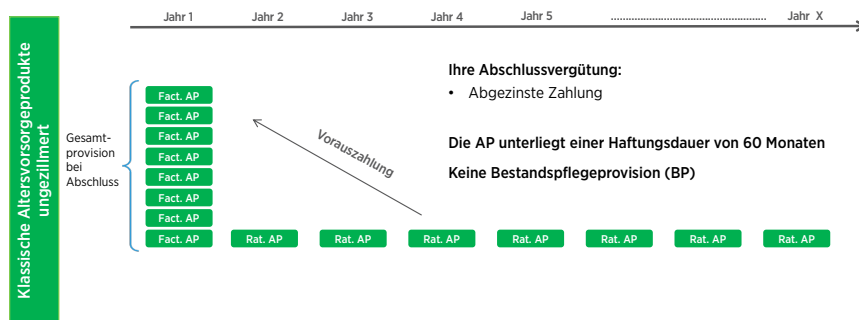 Jahr 1 Jahr 2 Jahr 3 Jahr 4 Jahr 5 ........................................ Jahr X
Klassische Altersvorsorgeprodukte
ungezillmert
Gesamt-
provision
bei
Abschluss
Fact. AP
Fact. AP
Fact. AP
Fact. AP
Fact. AP
Fact. AP
Fact. AP
Fact. AP Rat. AP Rat. AP Rat. AP Rat. AP Rat. AP Rat. AP Rat. AP
Vorauszahlung
Ihre Abschlussvergütung:
• Abgezinste Zahlung
Die AP unterliegt einer Haftungsdauer von 60 Monaten
Keine Bestandspflegeprovision (BP)